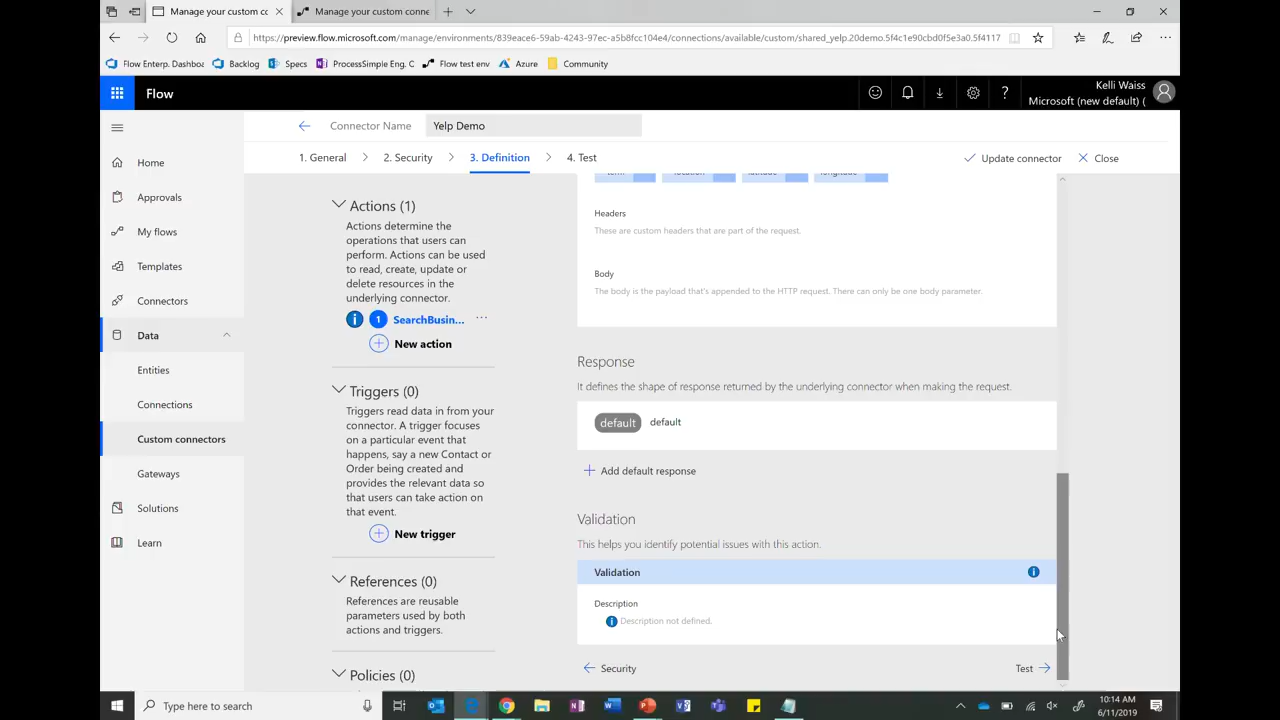 Manage your custom cc
Manage your custom conne
https://preview.flow.microsoft.com/manage/environments/839eace6-59ab-4243-97ec-a5b8fcc104e4/connections/available/custom/shared_yelp.20demo.5f4c1e90cbd0f5e3a0.5f4117
Flow Enterp. Dashboa
Backlog
Specs
ProcessSimple Eng. C
Flow test env
Azure
Community
Flow
Kelli Waiss
Microsoft (new default) (
Connector Name
Yelp Demo
1. General
2. Security
3. Definition
4. Test
Update connector
Close
Home
Approvals
My flows
Templates
Connectors
Data
Entities
Connections
Custom connectors
Gateways
Solutions
Learn
Actions (1)
Actions determine the
operations that users can
perform. Actions can be used
to read, create, update or
delete resources in the
underlying connector.
1
SearchBusin...
New action
Triggers (0)
Triggers read data in from your
connector. A trigger focuses
on a particular event that
happens, say a new Contact or
Order being created and
provides the relevant data so
that users can take action on
that event.
New trigger
References (0)
References are reusable
parameters used by both
actions and triggers.
Policies (0)
term
location
latitude
longitude
Headers
These are custom headers that are part of the request.
Body
The body is the payload that's appended to the HTTP request. There can only be one body parameter.
Response
It defines the shape of response returned by the underlying connector when making the request.
default
default
Add default response
Validation
This helps you identify potential issues with this action.
Validation
Description
Description not defined.
Security
Test
Type here to search
10:14 AM
6/11/2019